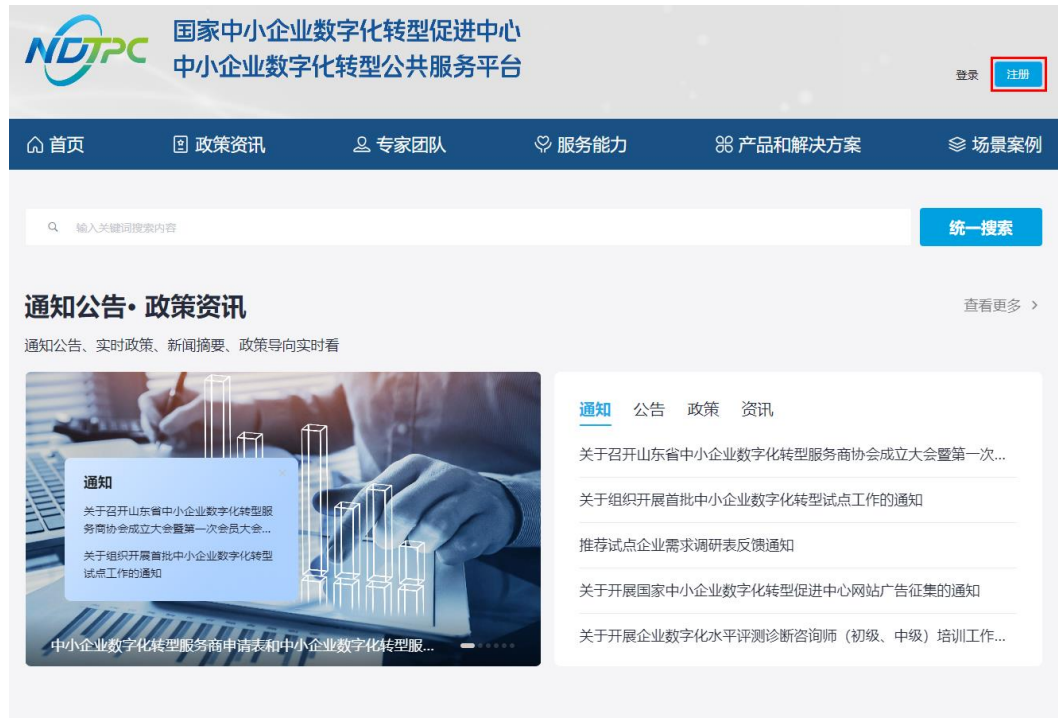 NDTPC
国家中小企业数字化转型促进中心
中小企业数字化转型公共服务平台
登录 注册
首页 政策资讯 专家团队 服务能力 产品和解决方案 场景案例
输入关键词搜索内容 统一搜索
通知公告· 政策资讯 查看更多 >
通知公告、实时政策、新闻摘要、政策导向实时看
通知
关于召开山东省中小企业数字化转型服
务商协会成立大会暨第一次会员大会...
关于组织开展首批中小企业数字化转型
试点工作的通知
中小企业数字化转型服务商申请表和中小企业数字化转型服...
通知 公告 政策 资讯
关于召开山东省中小企业数字化转型服务商协会成立大会暨第一次...
关于组织开展首批中小企业数字化转型试点工作的通知
推荐试点企业需求调研表反馈通知
关于开展国家中小企业数字化转型促进中心网站广告征集的通知
关于开展企业数字化水平评测诊断咨询师（初级、中级）培训工作...